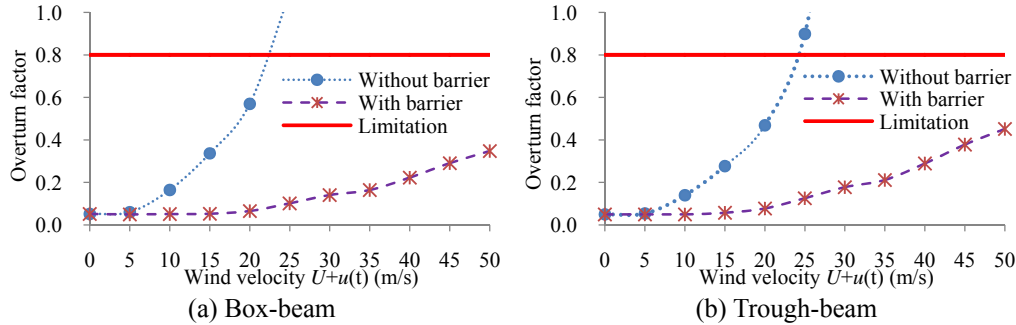 1.0
0.8
0.6
0.4
0.2
0.0
Overturn factor
Without barrier
With barrier
Limitation
0 5 10 15 20 25 30 35 40 45 50
Wind velocity U+u(t) (m/s)
(a) Box-beam
1.0
0.8
0.6
0.4
0.2
0.0
Overturn factor
Without barrier
With barrier
Limitation
0 5 10 15 20 25 30 35 40 45 50
Wind velocity U+u(t) (m/s)
(b) Trough-beam